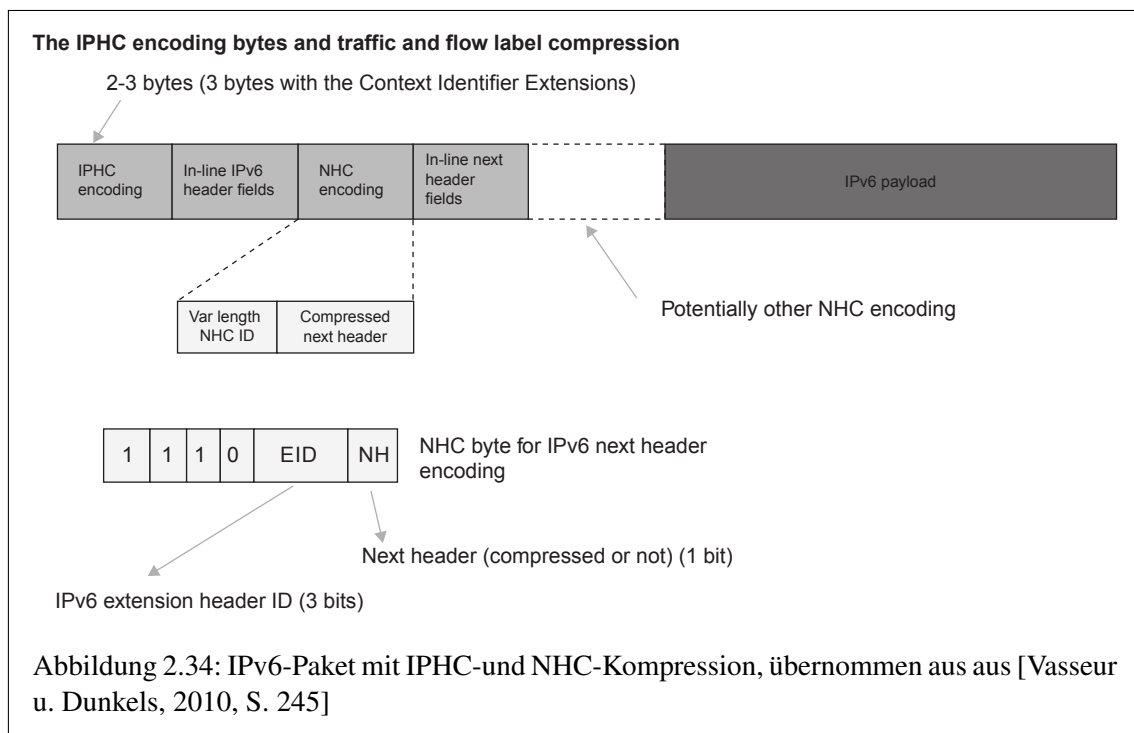 The IPHC encoding bytes and traffic and flow label compression
2-3 bytes (3 bytes with the Context Identifier Extensions)
IPHC
encoding
In-line IPv6
header fields
NHC
encoding
In-line next
header
fields
IPv6 payload
Potentially other NHC encoding
Var length
NHC ID
Compressed
next header
1 1 1 0 EID NH
NHC byte for IPv6 next header
encoding
Next header (compressed or not) (1 bit)
IPv6 extension header ID (3 bits)
Abbildung 2.34: IPv6-Paket mit IPHC-und NHC-Kompression, übernommen aus aus [Vasseur
u. Dunkels, 2010, S. 245]